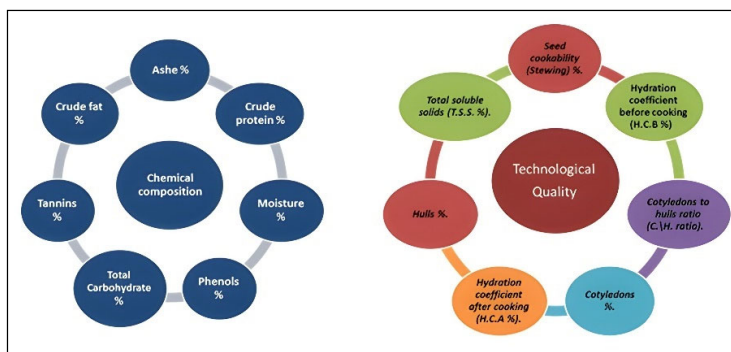 Ashe %
Crude
protein %
Moisture
%
Phenols
%
Total
Carbohydrate
%
Tannins
%
Crude fat
%
Chemical
composition
Seed
cookability
(Stewing) %.
Hydration
coefficient
before cooking
(H.C.B %)
Cotyledons to
hulls ratio
(C.\H. ratio).
Cotyledons
%.
Hydration
coefficient
after cooking
(H.C.A %).
Hulls %.
Total soluble
solids (T.S.S. %).
Technological
Quality